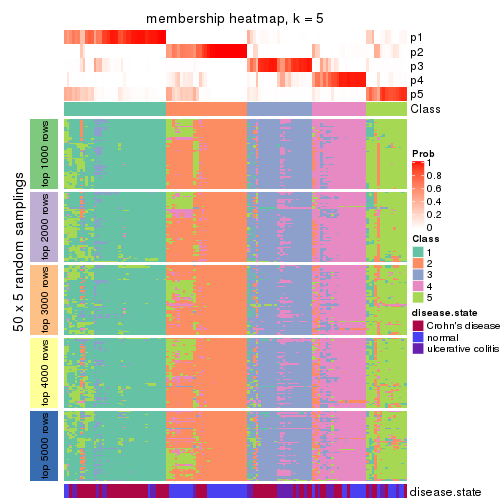 membership heatmap, k = 5
p1
p2
p3
p4
p5
Class
50 x 5 random samplings
top 1000 rows
top 2000 rows
top 3000 rows
top 4000 rows
top 5000 rows
Prob
1
0.8
0.6
0.4
0.2
0
Class
1
2
3
4
5
disease.state
Crohn's disease
normal
ulcerative colitis
disease.state